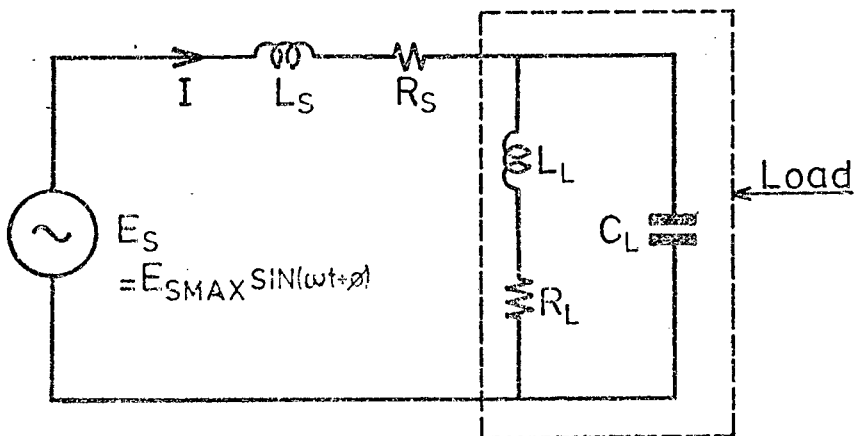 I
L_S
R_S
L_L
Load
E_S
C_L
=E_SMAX SIN(ωt+ø)
R_L